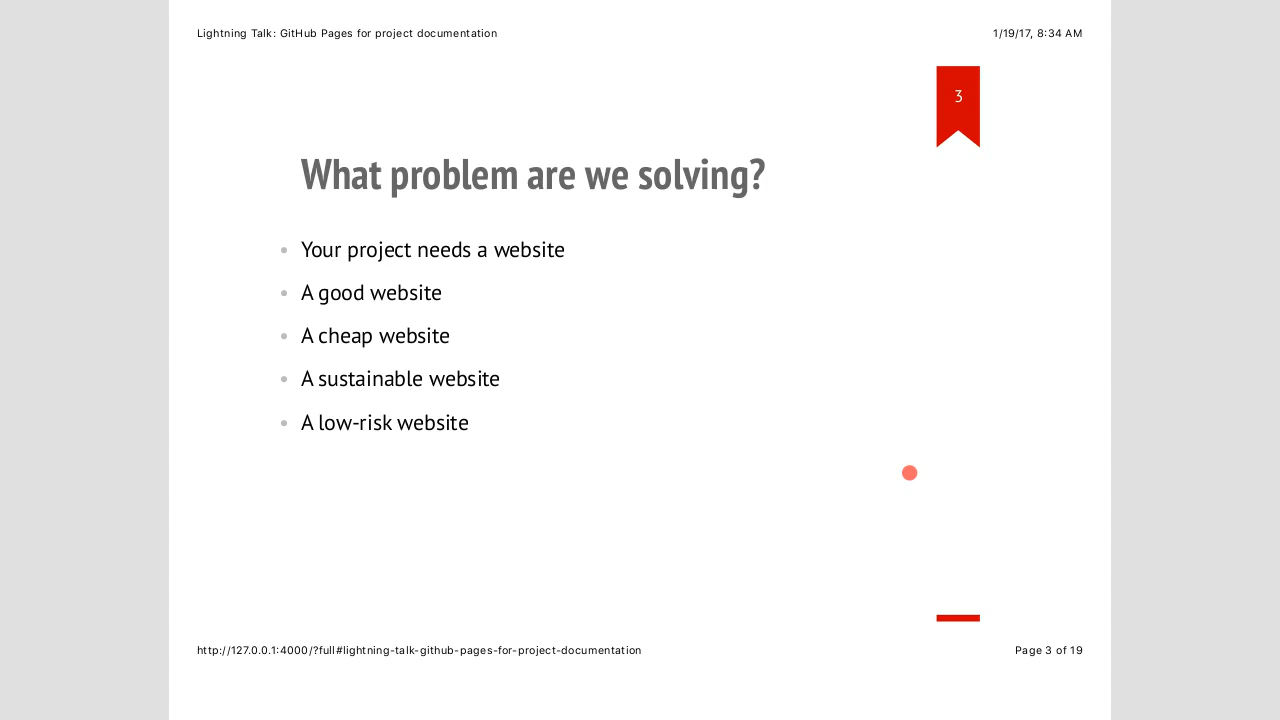 Lightning Talk: GitHub Pages for project documentation
1/19/17, 8:34 AM
3
What problem are we solving?
Your project needs a website
A good website
A cheap website
A sustainable website
A low-risk website
http://127.0.0.1:4000/?full#lightning-talk-github-pages-for-project-documentation
Page 3 of 19